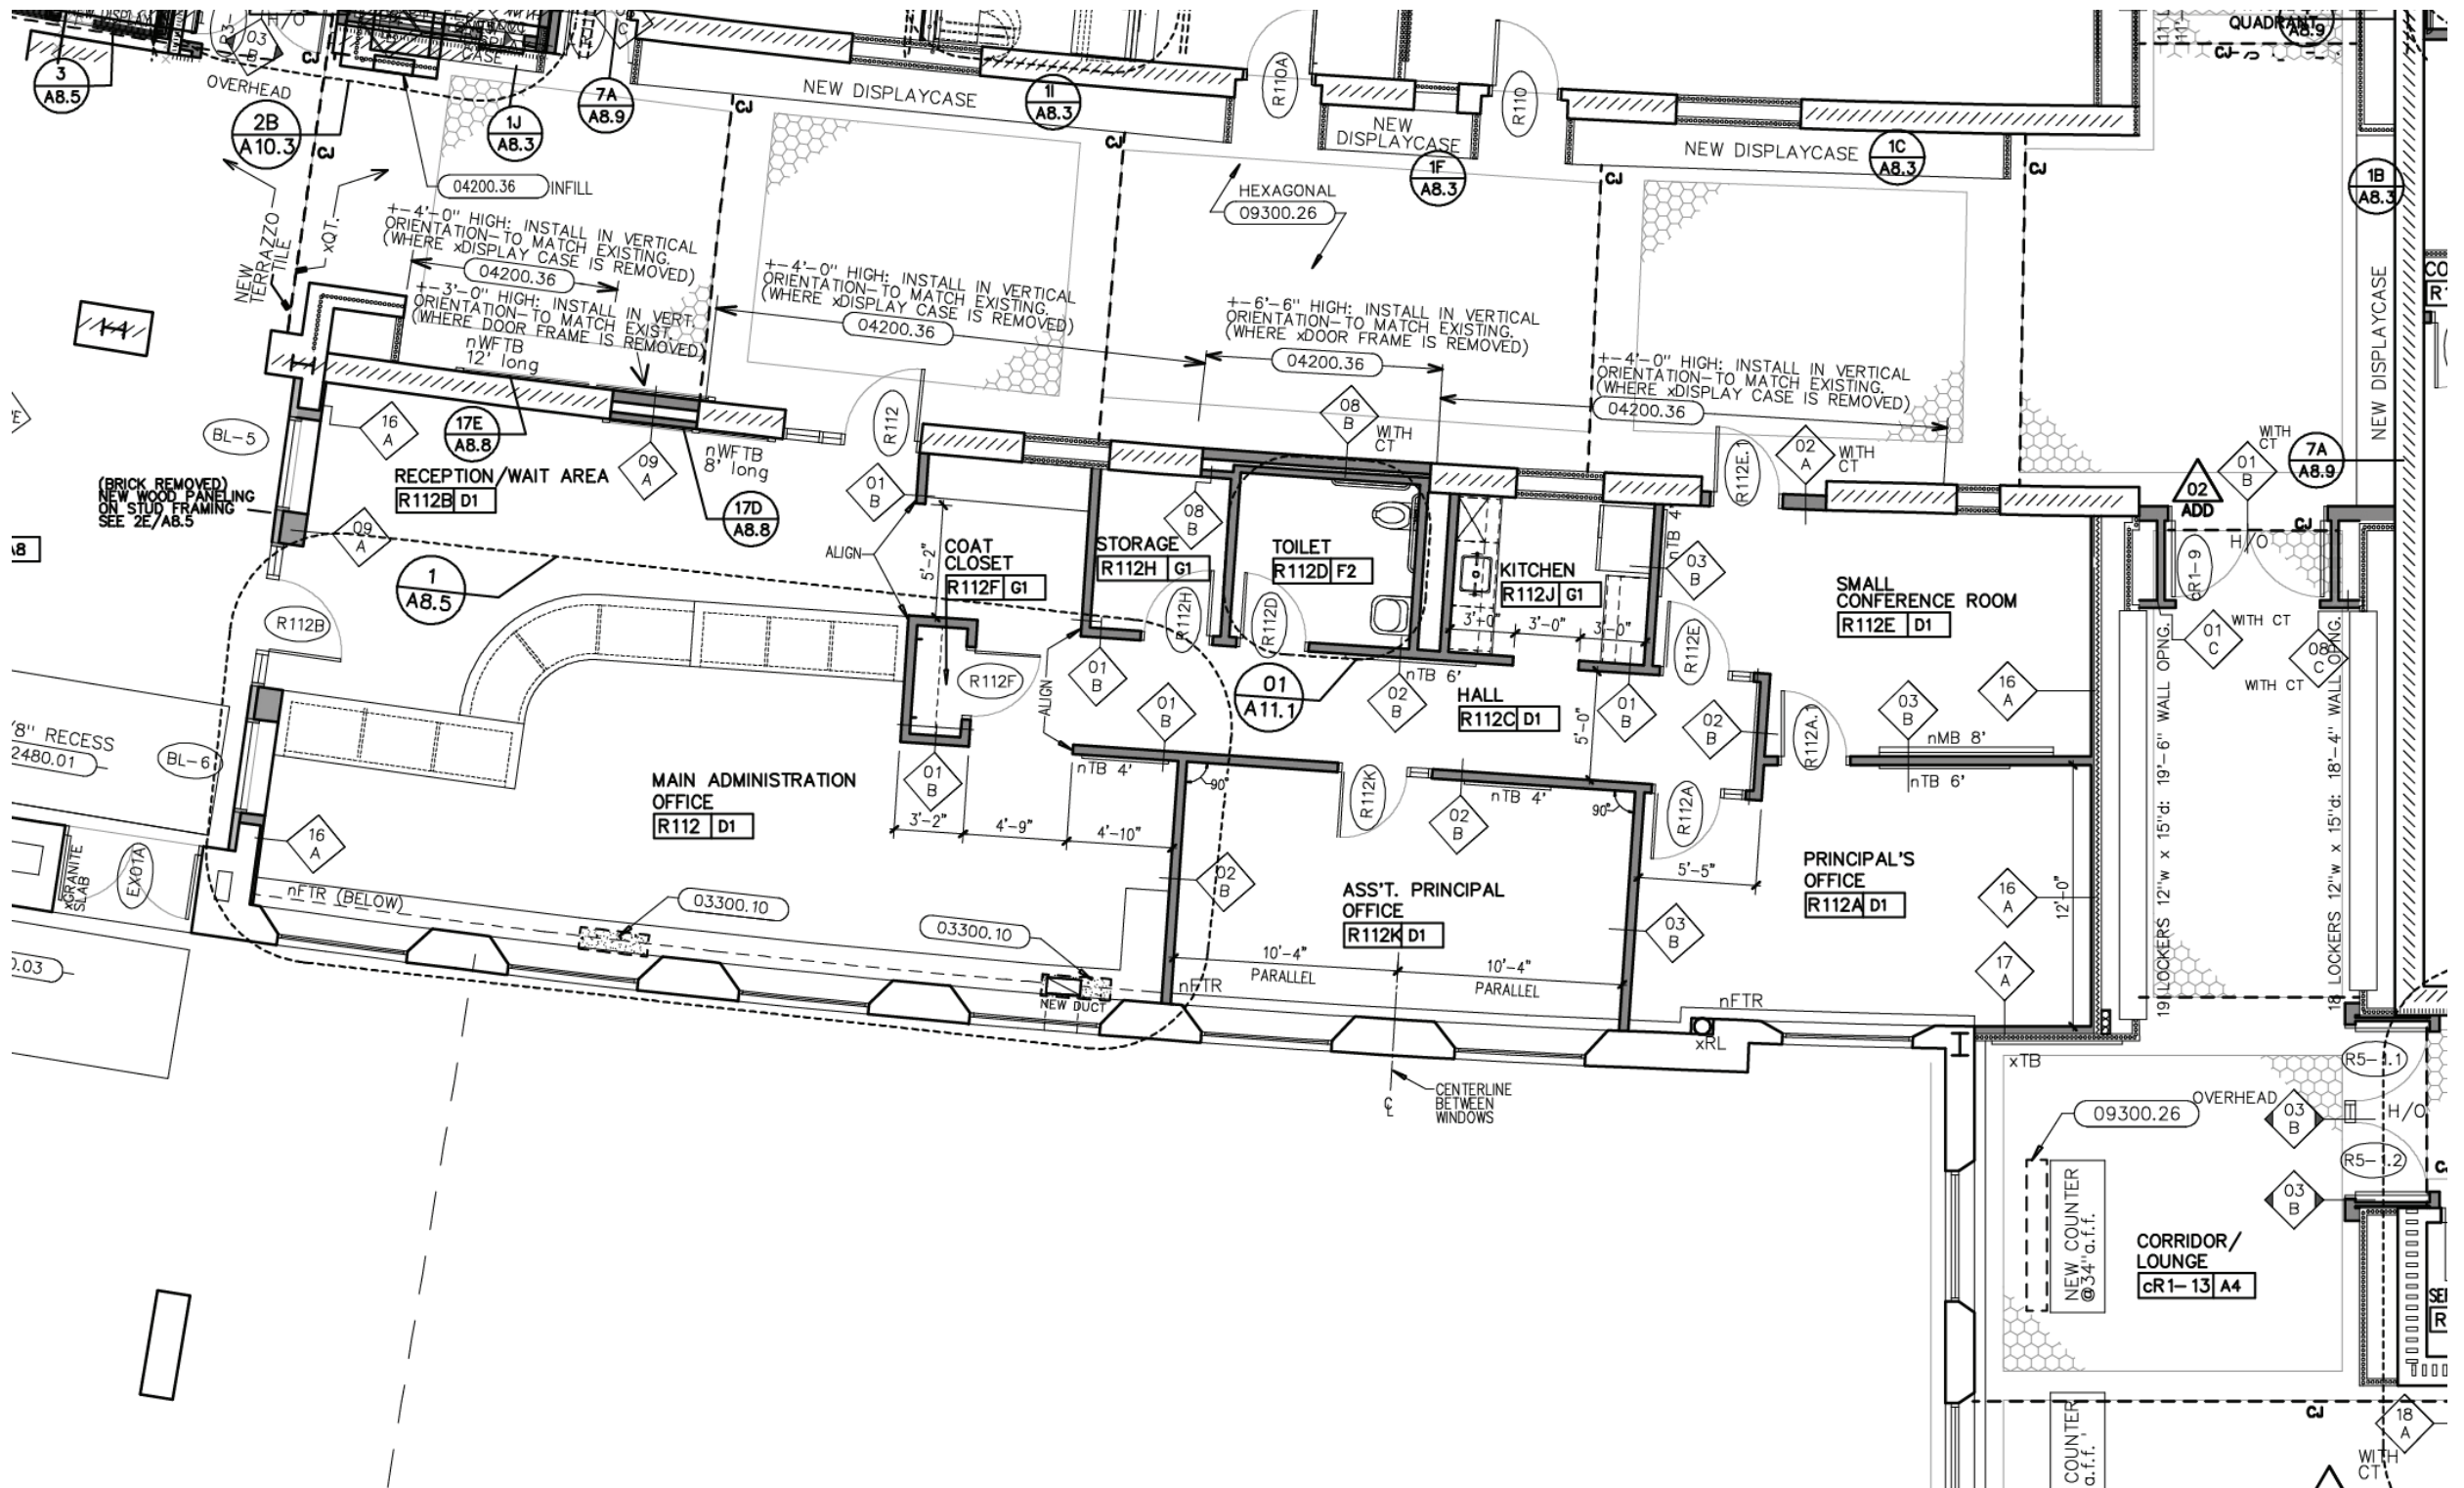 QUADRANT
A8.9
H/O
03
B
CASE
CJ
3
A8.5
OVERHEAD
2B
A10.3
CJ
1J
A8.3
7A
A8.9
CJ
NEW DISPLAYCASE
1I
A8.3
CJ
R110A
NEW
DISPLAYCASE
1F
A8.3
R110
NEW DISPLAYCASE
1C
A8.3
CJ
CJ
CJ
1B
A8.3
04200.36
INFILL
HEXAGONAL
09300.26
NEW
TERRAZZO
TILE
xQT.
+-4'-0" HIGH: INSTALL IN VERTICAL
ORIENTATION-TO MATCH EXISTING.
(WHERE xDISPLAY CASE IS REMOVED)
04200.36
+-3'-0" HIGH: INSTALL IN VERT.
ORIENTATION-TO MATCH EXIST.
(WHERE DOOR FRAME IS REMOVED)
nWFTB
12' long
+-4'-0" HIGH: INSTALL IN VERTICAL
ORIENTATION-TO MATCH EXISTING.
(WHERE xDISPLAY CASE IS REMOVED)
04200.36
+-6'-6" HIGH: INSTALL IN VERTICAL
ORIENTATION-TO MATCH EXISTING.
(WHERE xDOOR FRAME IS REMOVED)
04200.36
+-4'-0" HIGH: INSTALL IN VERTICAL
ORIENTATION-TO MATCH EXISTING.
(WHERE xDISPLAY CASE IS REMOVED)
04200.36
NEW DISPLAYCASE
BL-5
16
A
17E
A8.8
RECEPTION/WAIT AREA
R112B D1
09
A
nWFTB
8' long
17D
A8.8
R112
01
B
08
B
WITH
CT
R112E.1
02
A
WITH
CT
WITH
CT
01
B
7A
A8.9
02
ADD
CJ
H/O
(BRICK REMOVED)
NEW WOOD PANELING
ON STUD FRAMING
SEE 2E/A8.5
A8
09
A
1
A8.5
ALIGN
5'-2"
COAT
CLOSET
R112F G1
STORAGE
R112H G1
08
B
TOILET
R112D F2
KITCHEN
R112J G1
3'-0"
3'-0"
3'-0"
nTB 4'
03
B
SMALL
CONFERENCE ROOM
R112E D1
cR1-9
R112B
R112H
R112D
R112E
01
C
WITH CT
08
C
WITH CT
R112F
ALIGN
01
B
01
B
01
A11.1
nTB 6'
02
B
HALL
R112C D1
5'-0"
01
B
02
B
R112A.1
03
B
nMB 8'
nTB 6'
16
A
19 LOCKERS 12"w x 15"d: 19'-6" WALL OPNG.
18 LOCKERS 12"w x 15"d: 18'-4" WALL OPNG.
/8" RECESS
2480.01
BL-6
MAIN ADMINISTRATION
OFFICE
R112 D1
01
B
3'-2"
4'-9"
4'-10"
nTB 4'
90°
R112K
02
B
nTB 4'
90°
R112A
5'-5"
PRINCIPAL'S
OFFICE
R112A D1
16
A
12'-0"
17
A
16
A
xGRANITE
SLAB
EX01A
nFTR (BELOW)
03300.10
03300.10
02
B
ASS'T. PRINCIPAL
OFFICE
R112K D1
03
B
10'-4"
PARALLEL
10'-4"
PARALLEL
nFTR
nFTR
NEW DUCT
xRL
0.03
CENTERLINE
BETWEEN
WINDOWS
xTB
09300.26
OVERHEAD
03
B
H/O
03
B
NEW COUNTER
@34"a.f.f.
CORRIDOR/
LOUNGE
cR1-13 A4
CJ
18
A
WITH
CT
COUNTER
a.f.f.